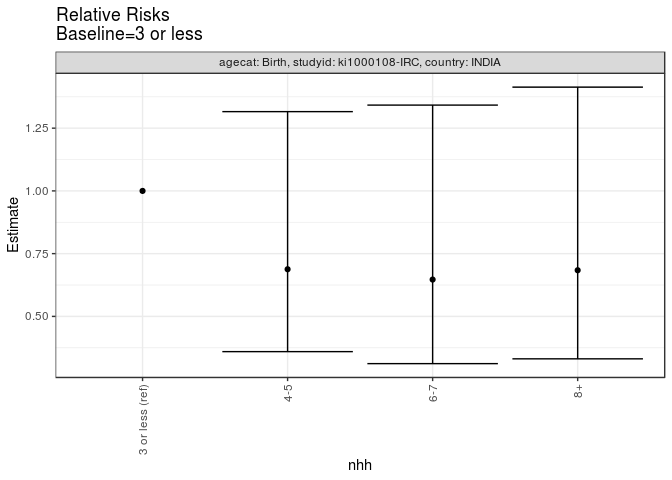 Relative Risks
Baseline=3 or less
agecat: Birth, studyid: ki1000108-IRC, country: INDIA
Estimate
1.25
1.00
0.75
0.50
3 or less (ref)
4-5
6-7
8+
nhh